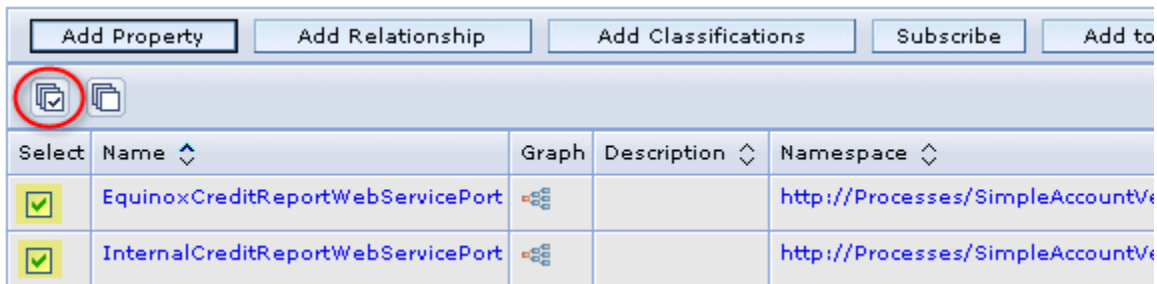 Add Property Add Relationship Add Classifications Subscribe Add to
Select Name Graph Description Namespace
EquinoxCreditReportWebServicePort http://Processes/SimpleAccountVe
InternalCreditReportWebServicePort http://Processes/SimpleAccountVe